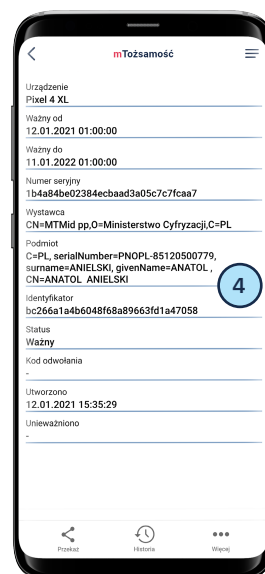 mTożsamość
Urządzenie
Pixel 4 XL
Ważny od
12.01.2021 01:00:00
Ważny do
11.01.2022 01:00:00
Numer seryjny
1b4a84be02384ecbaad3a05c7c7fcaa7
Wystawca
CN=MTMid pp,O=Ministerstwo Cyfryzacji,C=PL
Podmiot
C=PL, serialNumber=PNOPL-85120500779,
surname=ANIELSKI, givenName=ANATOL ,
CN=ANATOL ANIELSKI
4
Identyfikator
bc266a1a4b6048f68a89663fd1a47058
Status
Ważny
Kod odwołania
-
Utworzono
12.01.2021 15:35:29
Unieważniono
-
Przekaż Historia Więcej